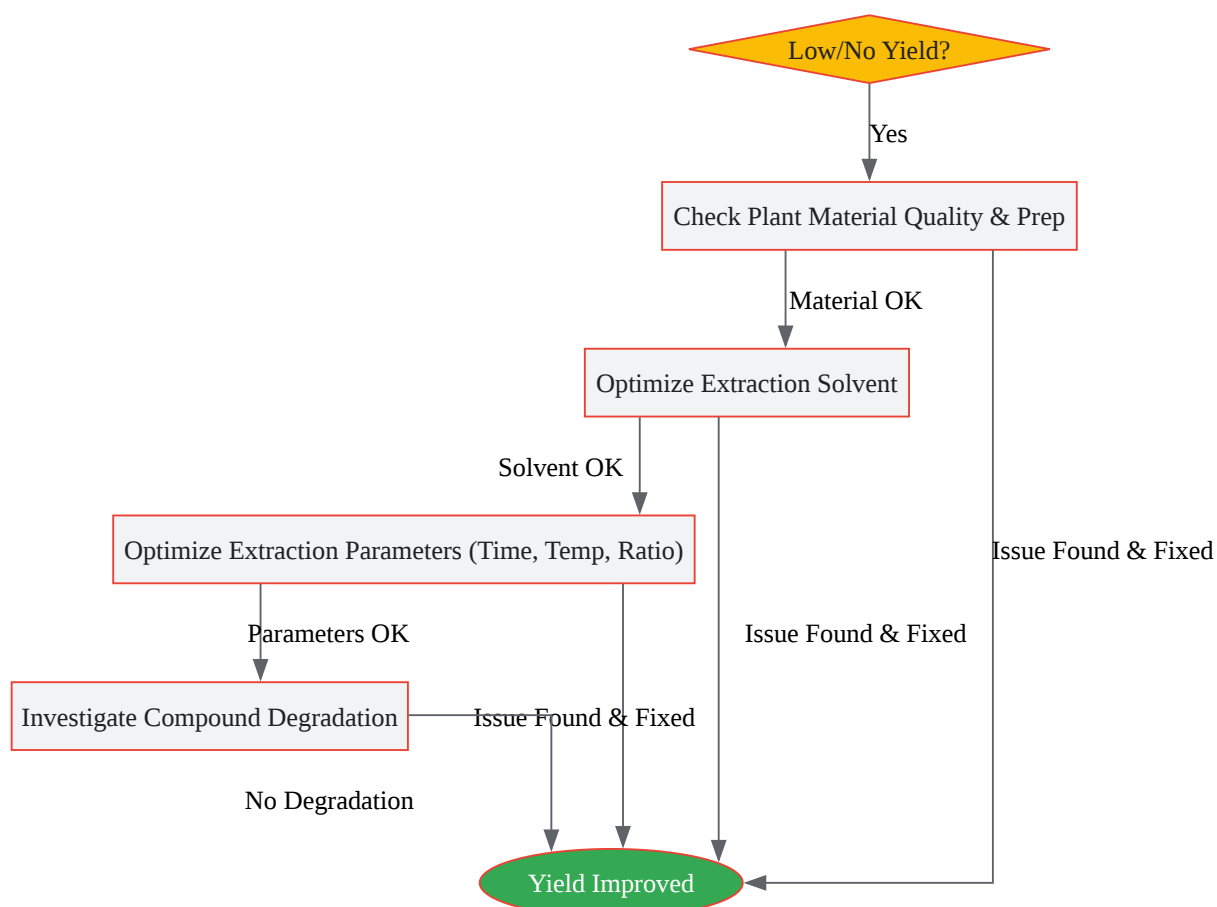 Low/No Yield?
Yes
Check Plant Material Quality & Prep
Material OK
Optimize Extraction Solvent
Solvent OK
Optimize Extraction Parameters (Time, Temp, Ratio)
Issue Found & Fixed
Parameters OK
Issue Found & Fixed
Investigate Compound Degradation
Issue Found & Fixed
No Degradation
Yield Improved